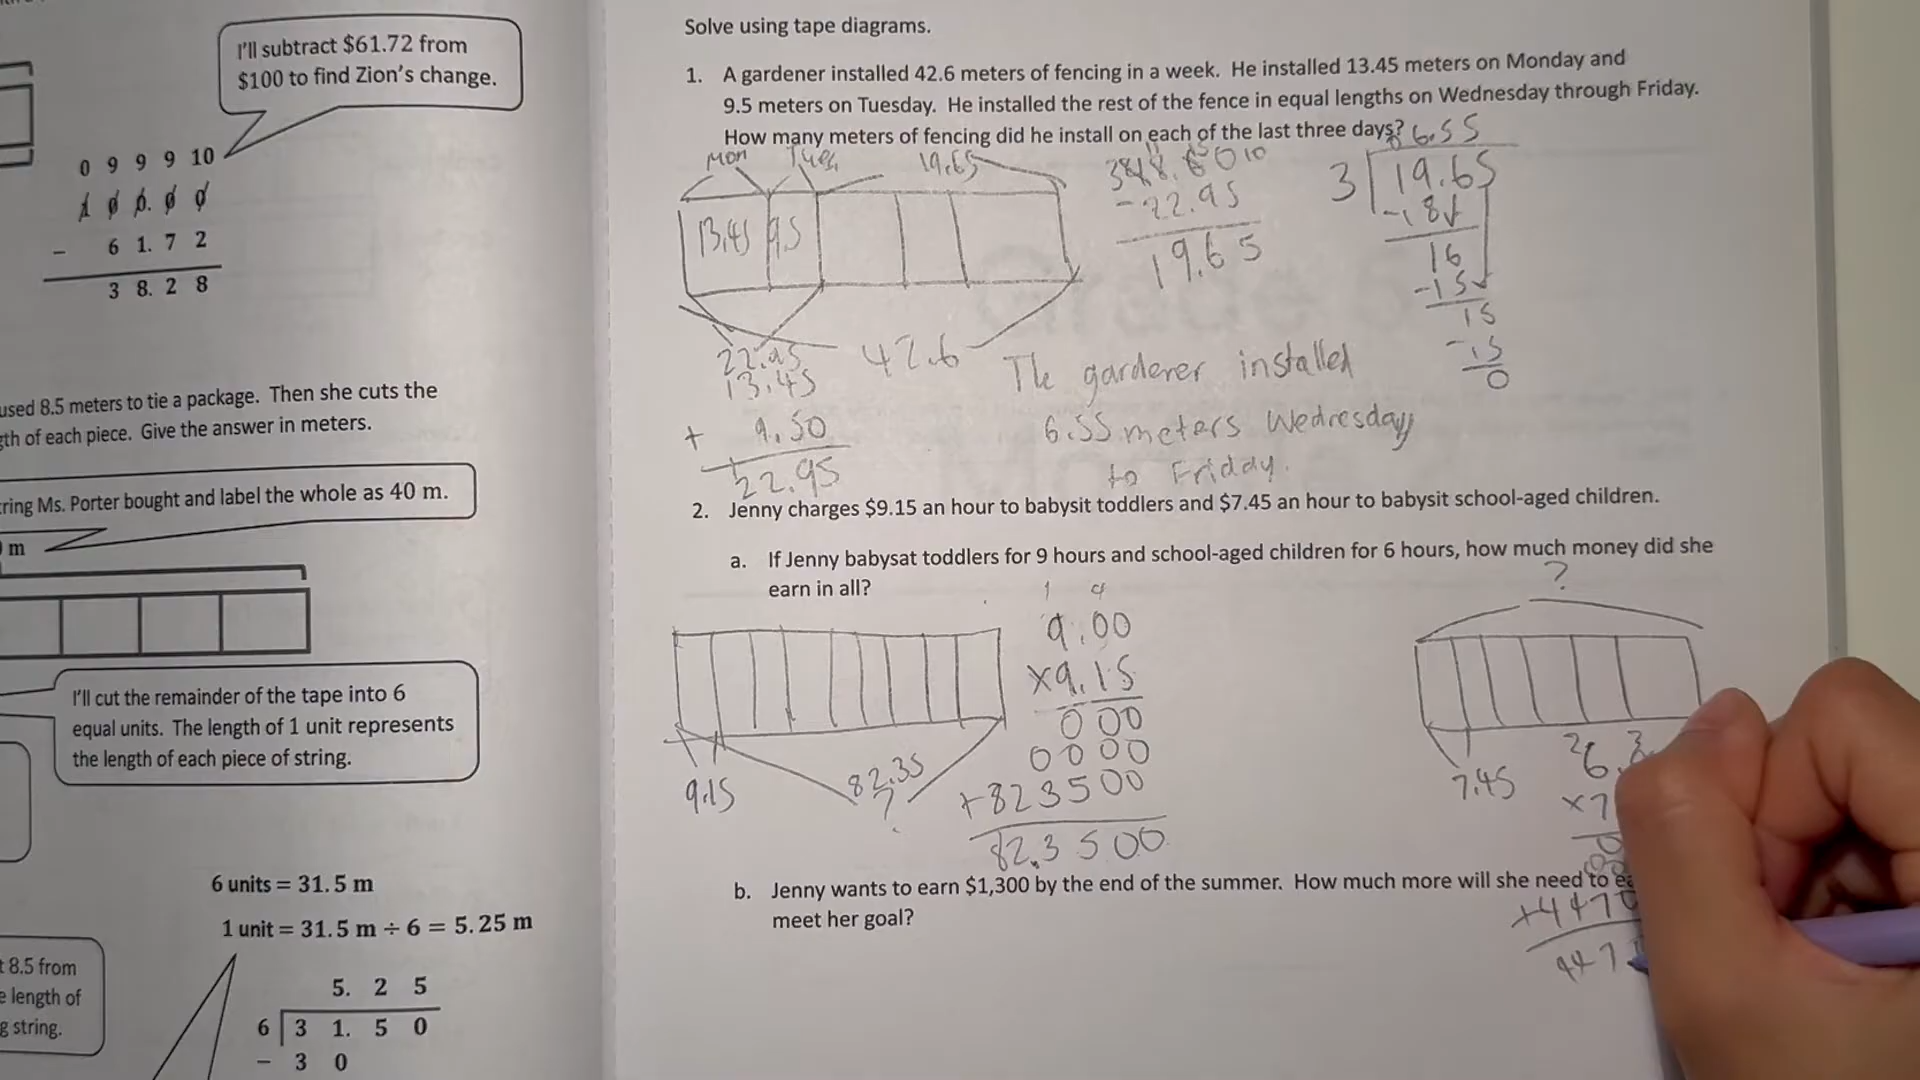 I'll subtract $61.72 from
$100 to find Zion's change.
0 9 9 9 10
1 0 0. 0 0
− 6 1. 7 2
3 8. 2 8
used 8.5 meters to tie a package. Then she cuts the
gth of each piece. Give the answer in meters.
ring Ms. Porter bought and label the whole as 40 m.
m
I'll cut the remainder of the tape into 6
equal units. The length of 1 unit represents
the length of each piece of string.
6 units = 31. 5 m
1 unit = 31. 5 m ÷ 6 = 5. 25 m
8.5 from
length of
string.
5. 2 5
6 3 1. 5 0
− 3 0
Solve using tape diagrams.
1. A gardener installed 42.6 meters of fencing in a week. He installed 13.45 meters on Monday and
9.5 meters on Tuesday. He installed the rest of the fence in equal lengths on Wednesday through Friday.
How many meters of fencing did he install on each of the last three days?
Mon Tues. 19.65
13.45 9.5
22.95
42.6
13.45
+ 9.50
22.95
- 22.95
19.65
6.55
3 19.65
- 18
16
- 15
15
- 15
0
The gardener installed
6.55 meters Wednesday
to Friday.
2. Jenny charges $9.15 an hour to babysit toddlers and $7.45 an hour to babysit school-aged children.
a. If Jenny babysat toddlers for 9 hours and school-aged children for 6 hours, how much money did she
earn in all?
9.15
82.35
?
1 4
9.00
x 9.15
000
0000
+ 823500
82.3500
?
7.45
x 7
b. Jenny wants to earn $1,300 by the end of the summer. How much more will she need to
meet her goal?